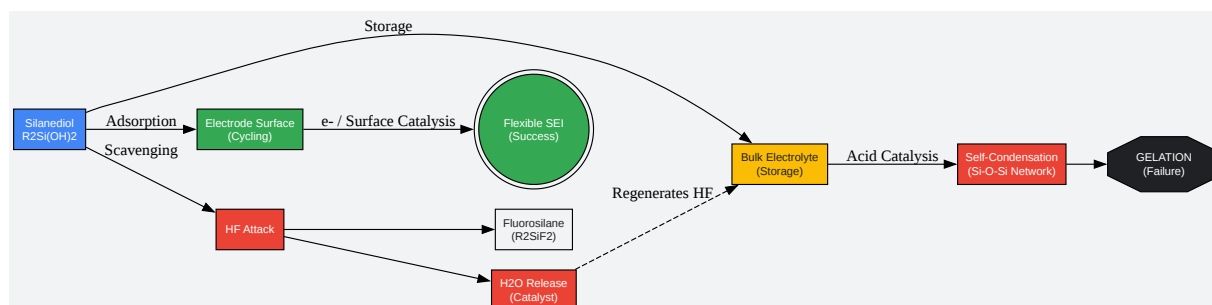 Storage
Silanediol
R2Si(OH)2
Adsorption
Electrode Surface
(Cycling)
e- / Surface Catalysis
Flexible SEI
(Success)
Scavenging
Bulk Electrolyte
(Storage)
Acid Catalysis
Self-Condensation
(Si-O-Si Network)
GELATION
(Failure)
Regenerates HF
HF Attack
Fluorosilane
(R2SiF2)
H2O Release
(Catalyst)